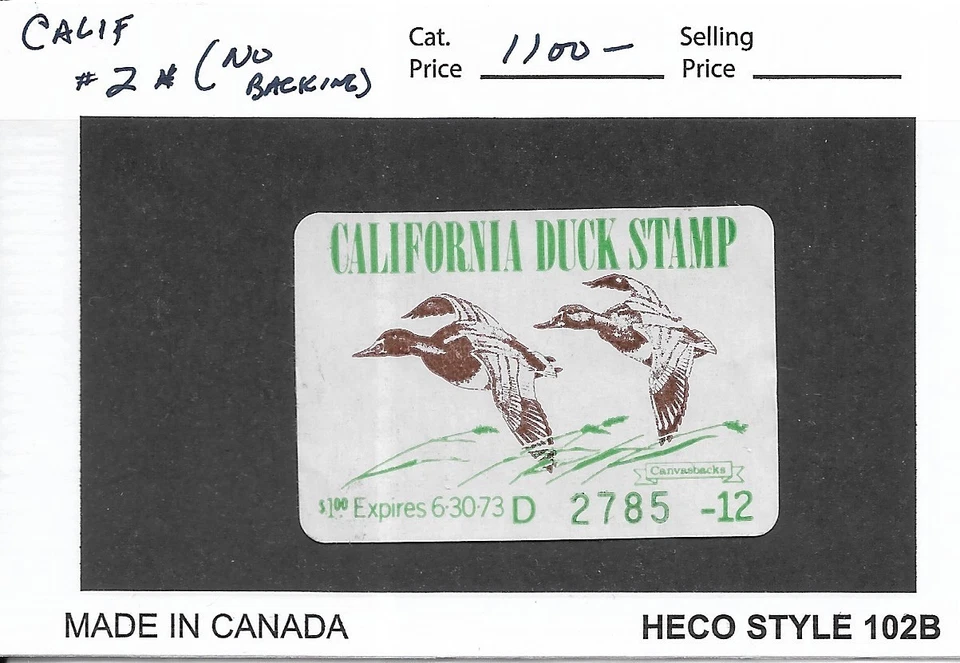 CALIF
#2 * (NO BACKING)
Cat. Price 1100—
Selling Price
CALIFORNIA DUCK STAMP
Canvasbacks
$1.00 Expires 6·30·73 D 2785 -12
MADE IN CANADA
HECO STYLE 102B